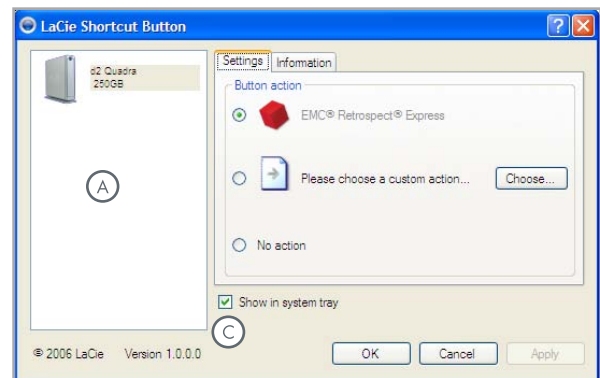 LaCie Shortcut Button
d2 Quadra
250GB
A
Settings Information
Button action
EMC® Retrospect® Express
Please choose a custom action... Choose...
No action
Show in system tray
C
© 2006 LaCie Version 1.0.0.0
OK Cancel Apply